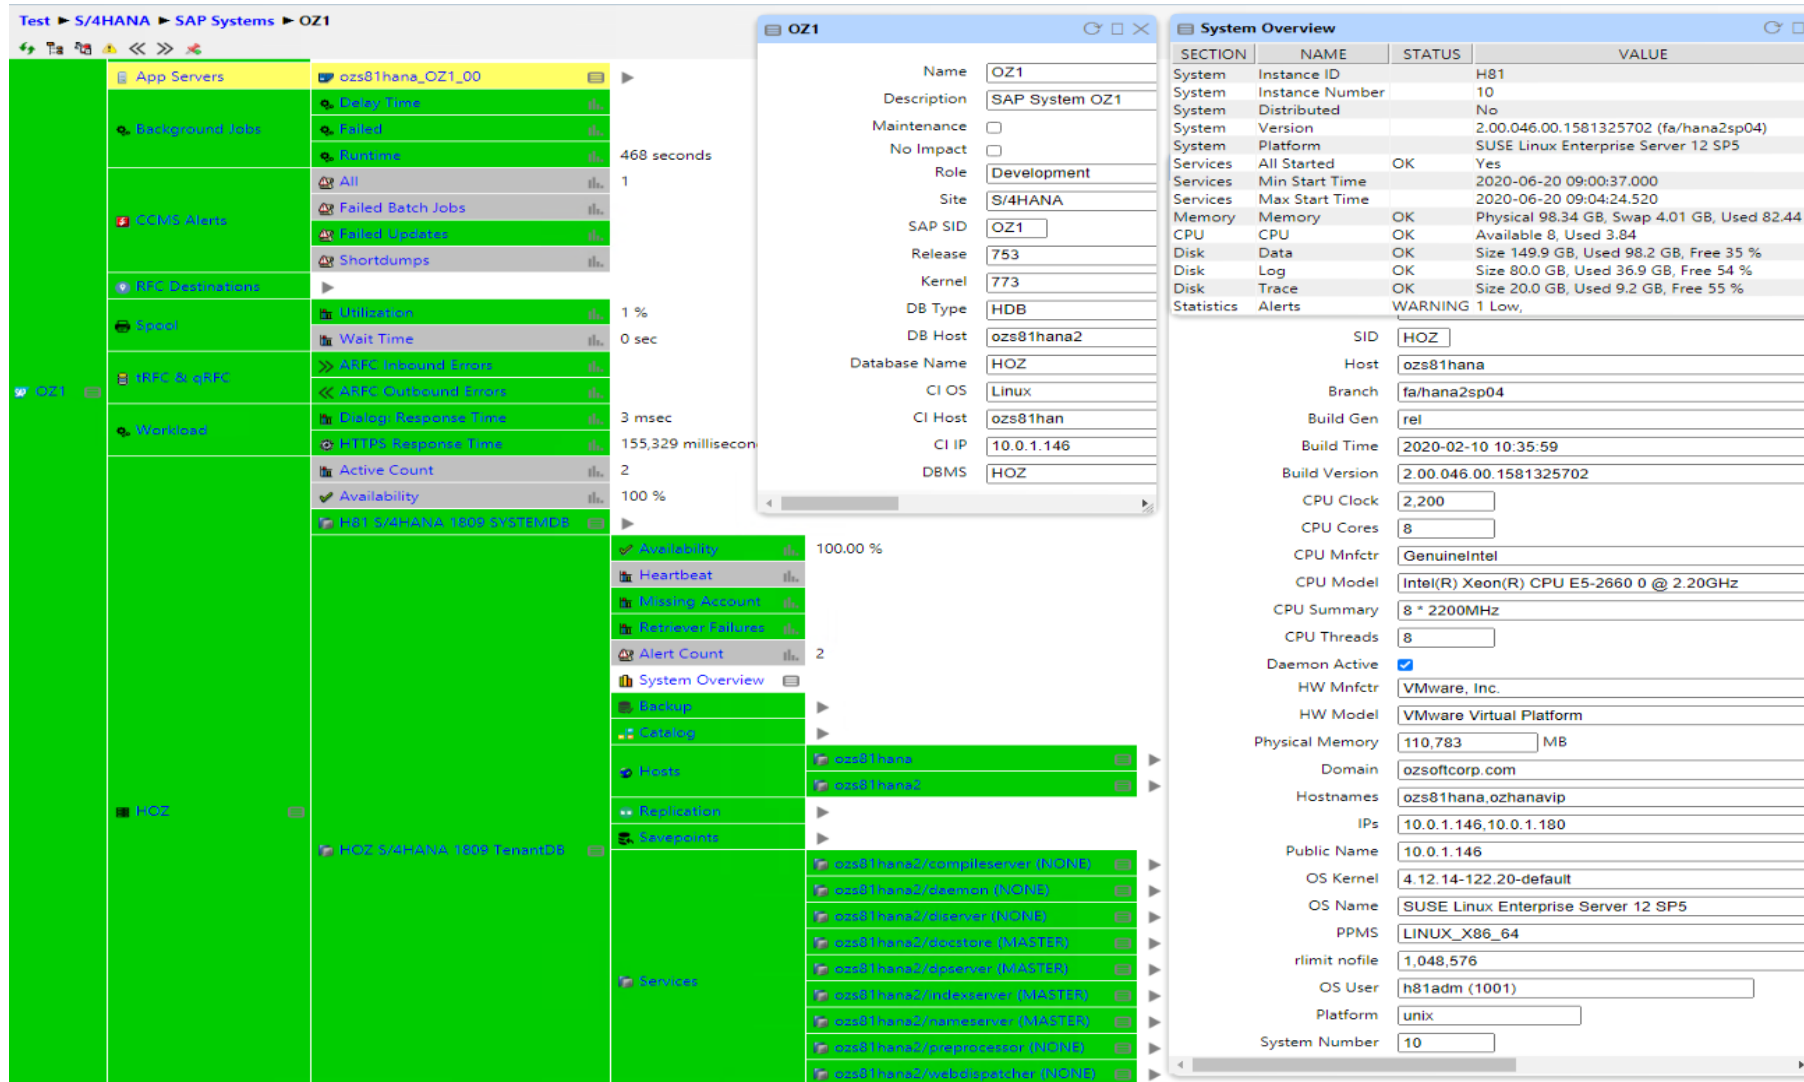 Test ► S/4HANA ► SAP Systems ► OZ1
App Servers
ozs81hana_OZ1_00
Background Jobs
Delay Time
Failed
Runtime
468 seconds
CCMS Alerts
All
1
Failed Batch Jobs
Failed Updates
Shortdumps
RFC Destinations
Spool
Utilization
1 %
Wait Time
0 sec
tRFC & qRFC
ARFC Inbound Errors
ARFC Outbound Errors
OZ1
Workload
Dialog: Response Time
3 msec
HTTPS Response Time
155,329 millisecon
Active Count
2
Availability
100 %
H81 S/4HANA 1809 SYSTEMDB
HOZ
HOZ S/4HANA 1809 TenantDB
Availability
100.00 %
Heartbeat
Missing Account
Retriever Failures
Alert Count
2
System Overview
Backup
Catalog
Hosts
ozs81hana
ozs81hana2
Replication
Savepoints
Services
ozs81hana2/compileserver (NONE)
ozs81hana2/daemon (NONE)
ozs81hana2/diserver (NONE)
ozs81hana2/docstore (MASTER)
ozs81hana2/dpserver (MASTER)
ozs81hana2/indexserver (MASTER)
ozs81hana2/nameserver (MASTER)
ozs81hana2/preprocessor (NONE)
ozs81hana2/webdispatcher (NONE)
OZ1
Name OZ1
Description SAP System OZ1
Maintenance
No Impact
Role Development
Site S/4HANA
SAP SID OZ1
Release 753
Kernel 773
DB Type HDB
DB Host ozs81hana2
Database Name HOZ
CI OS Linux
CI Host ozs81han
CI IP 10.0.1.146
DBMS HOZ
System Overview
SECTION NAME STATUS VALUE
System Instance ID H81
System Instance Number 10
System Distributed No
System Version 2.00.046.00.1581325702 (fa/hana2sp04)
System Platform SUSE Linux Enterprise Server 12 SP5
Services All Started OK Yes
Services Min Start Time 2020-06-20 09:00:37.000
Services Max Start Time 2020-06-20 09:04:24.520
Memory Memory OK Physical 98.34 GB, Swap 4.01 GB, Used 82.44
CPU CPU OK Available 8, Used 3.84
Disk Data OK Size 149.9 GB, Used 98.2 GB, Free 35 %
Disk Log OK Size 80.0 GB, Used 36.9 GB, Free 54 %
Disk Trace OK Size 20.0 GB, Used 9.2 GB, Free 55 %
Statistics Alerts WARNING 1 Low,
SID HOZ
Host ozs81hana
Branch fa/hana2sp04
Build Gen rel
Build Time 2020-02-10 10:35:59
Build Version 2.00.046.00.1581325702
CPU Clock 2,200
CPU Cores 8
CPU Mnfctr GenuineIntel
CPU Model Intel(R) Xeon(R) CPU E5-2660 0 @ 2.20GHz
CPU Summary 8 * 2200MHz
CPU Threads 8
Daemon Active
HW Mnfctr VMware, Inc.
HW Model VMware Virtual Platform
Physical Memory 110,783 MB
Domain ozsoftcorp.com
Hostnames ozs81hana,ozhanavip
IPs 10.0.1.146,10.0.1.180
Public Name 10.0.1.146
OS Kernel 4.12.14-122.20-default
OS Name SUSE Linux Enterprise Server 12 SP5
PPMS LINUX_X86_64
rlimit nofile 1,048,576
OS User h81adm (1001)
Platform unix
System Number 10